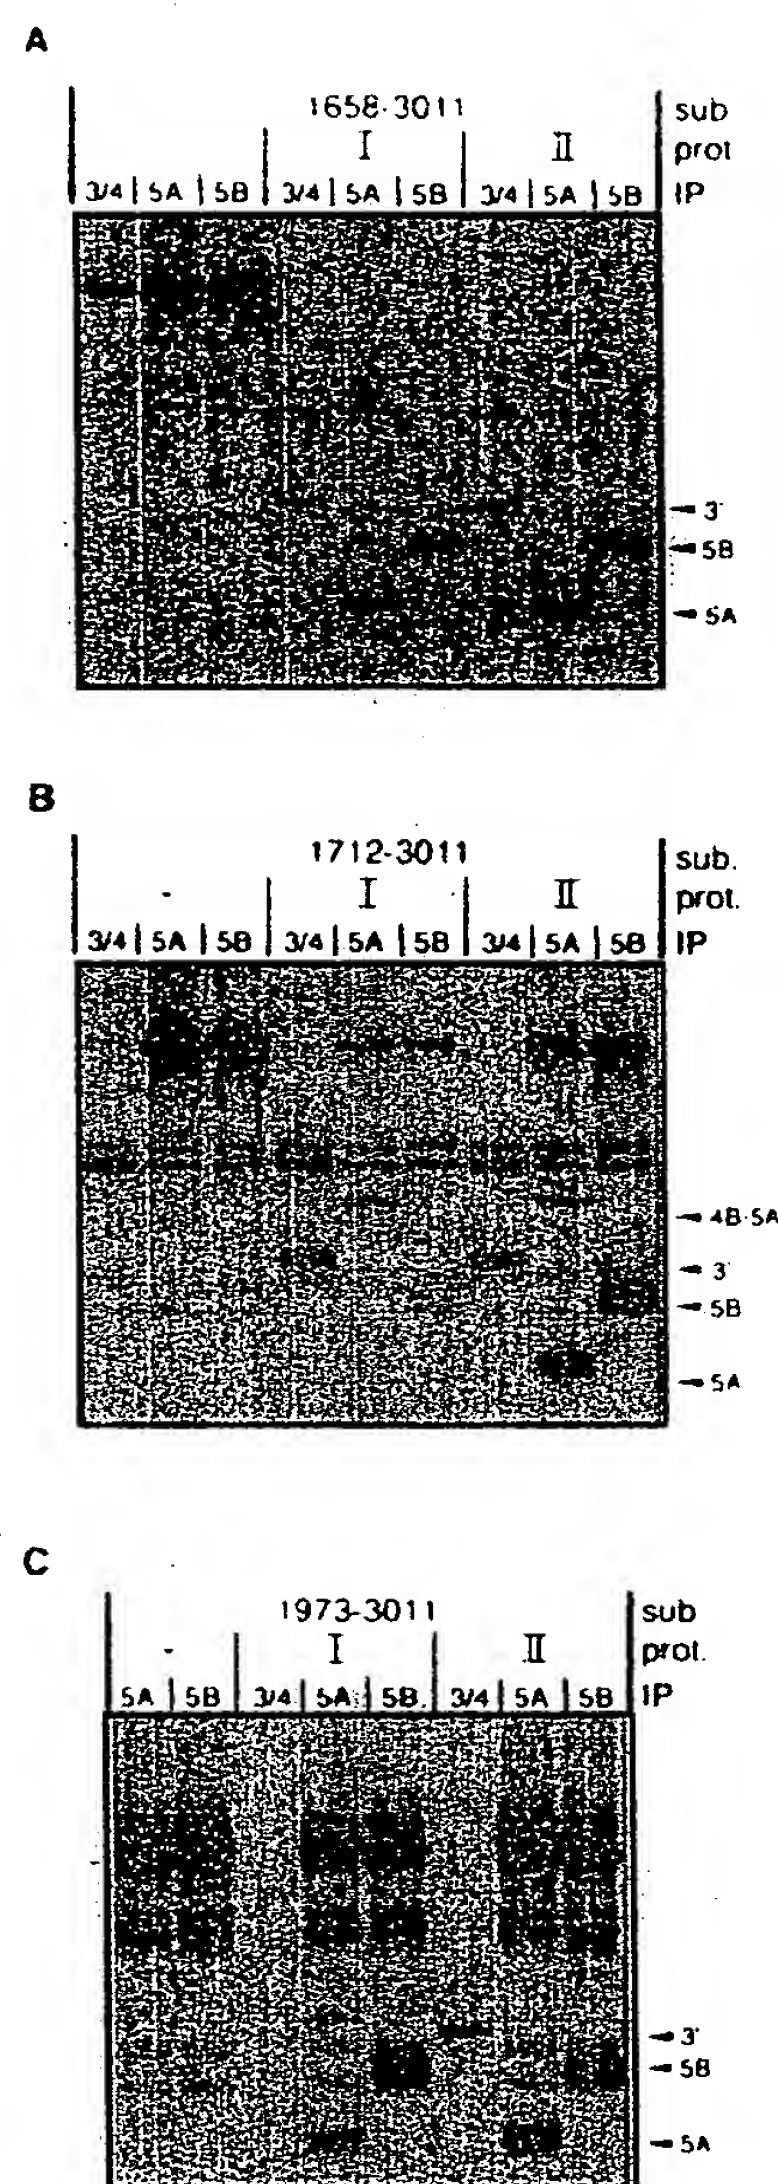 A
1658-3011 sub
I II prot
3/4 5A 5B 3/4 5A 5B 3/4 5A 5B IP
3'
5B
5A
B
1712-3011 sub.
- I II prot.
3/4 5A 5B 3/4 5A 5B 3/4 5A 5B IP
4B-5A
3'
5B
5A
C
1973-3011 sub
- I II prot.
5A 5B 3/4 5A 5B 3/4 5A 5B IP
3'
5B
5A